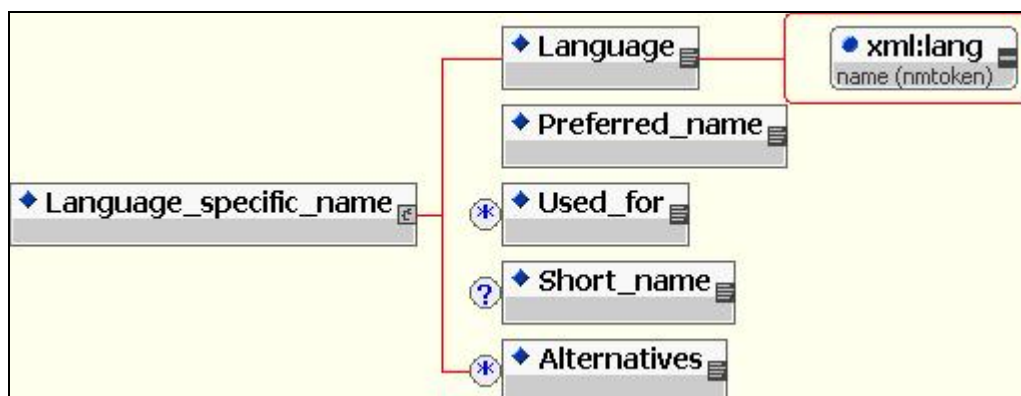 Language
xml:lang
name (nmtoken)
Preferred_name
Language_specific_name
*
Used_for
?
Short_name
*
Alternatives